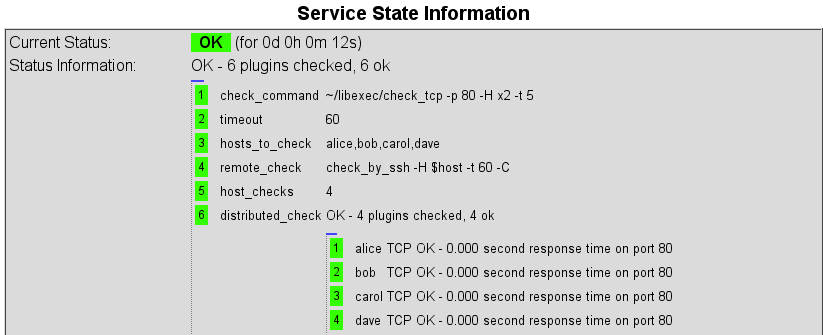 Service State Information
Current Status: OK (for 0d 0h 0m 12s)
Status Information: OK - 6 plugins checked, 6 ok
1 check_command ~/libexec/check_tcp -p 80 -H x2 -t 5
2 timeout 60
3 hosts_to_check alice,bob,carol,dave
4 remote_check check_by_ssh -H $host -t 60 -C
5 host_checks 4
6 distributed_check OK - 4 plugins checked, 4 ok
1 alice TCP OK - 0.000 second response time on port 80
2 bob TCP OK - 0.000 second response time on port 80
3 carol TCP OK - 0.000 second response time on port 80
4 dave TCP OK - 0.000 second response time on port 80